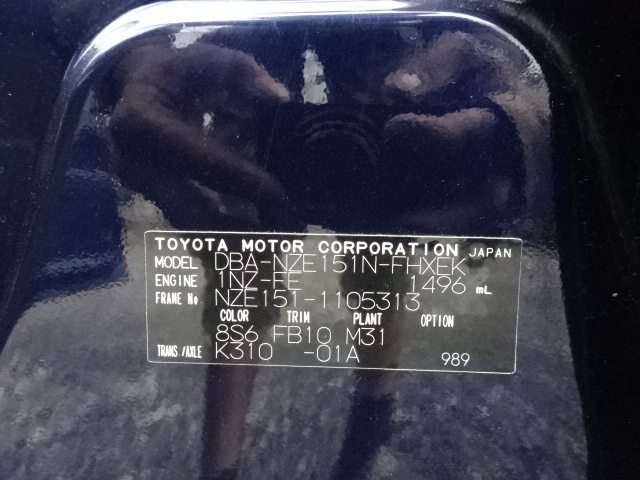 TOYOTA MOTOR CORPORATION JAPAN
MODEL DBA-NZE151N-FHXEK
ENGINE 1NZ-FE 1496 mL
FRAME No NZE151-1105313
COLOR TRIM PLANT OPTION
8S6 FB10 M31
TRANS/AXLE K310 -01A 989